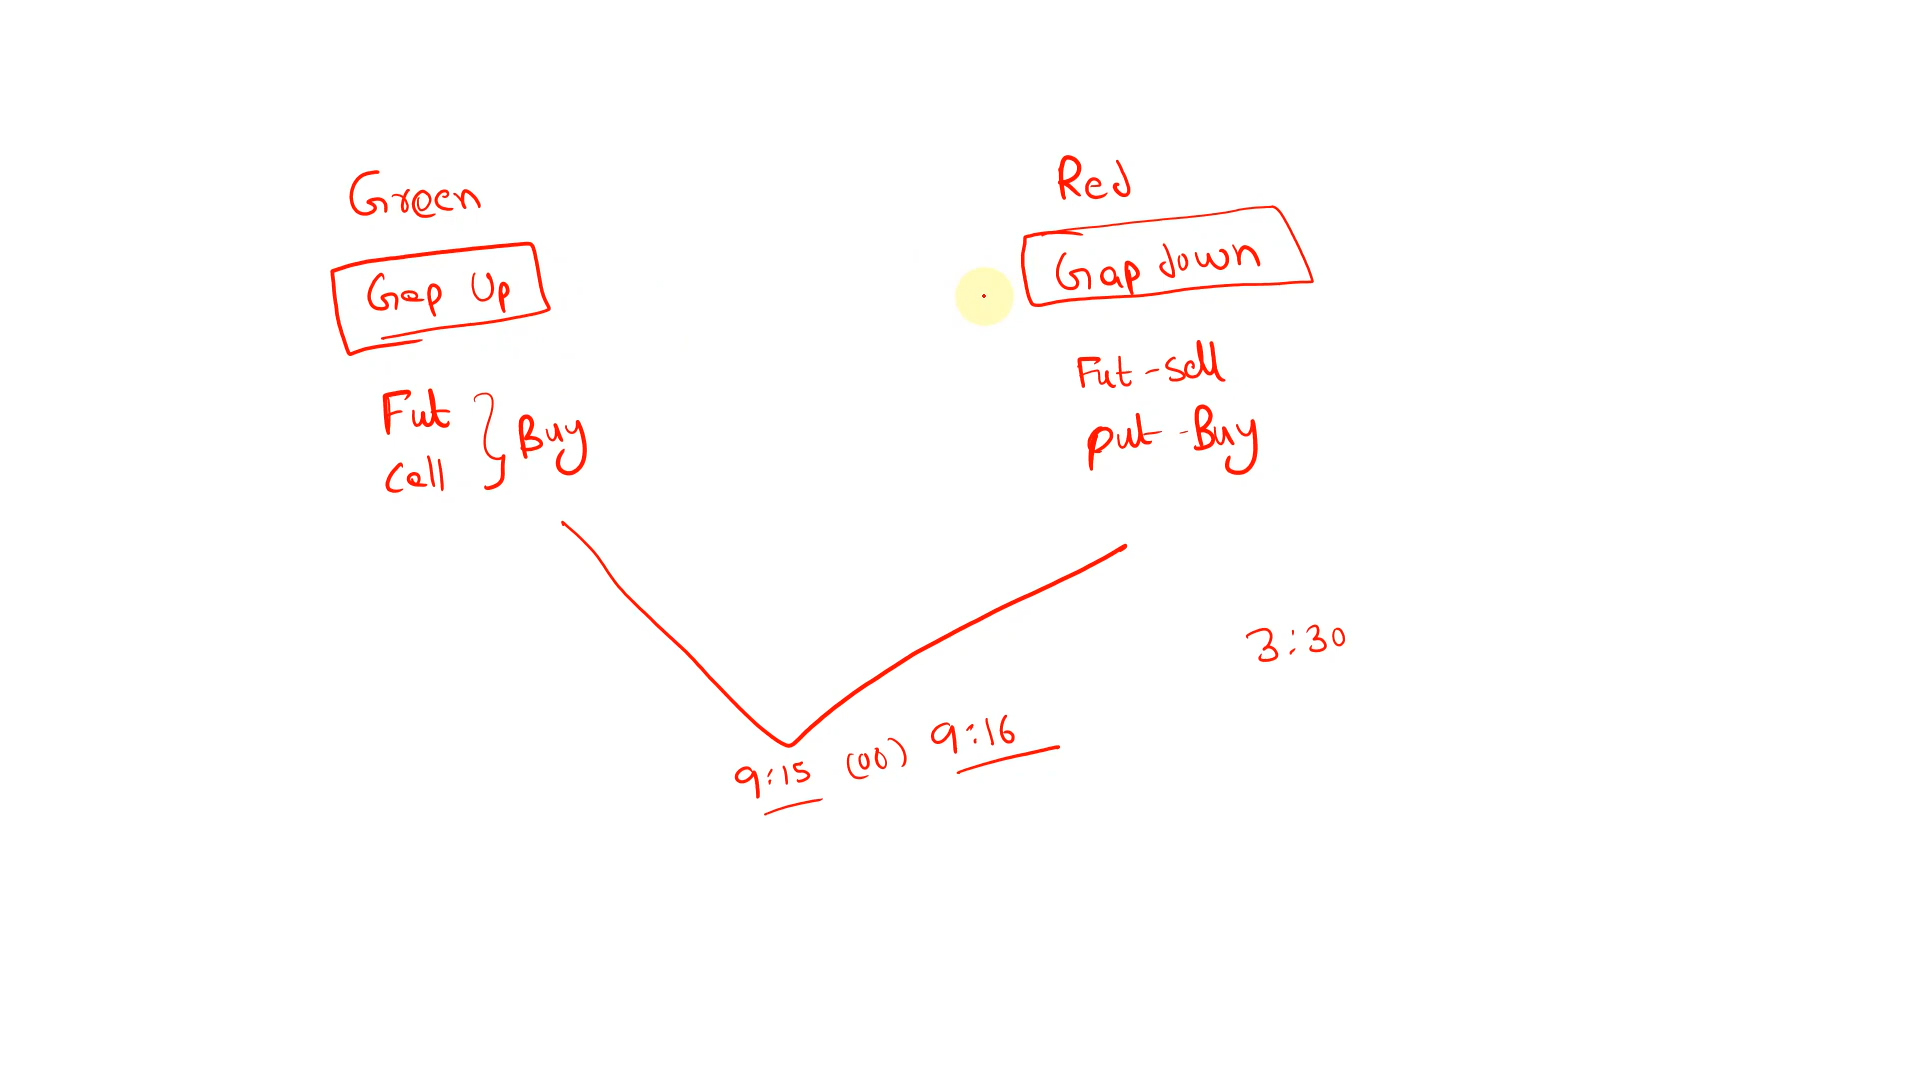 Green
Gap Up
Fut
Call
Buy
Red
Gap down
Fut - sell
put - Buy
9:15 (00) 9:16
3:30